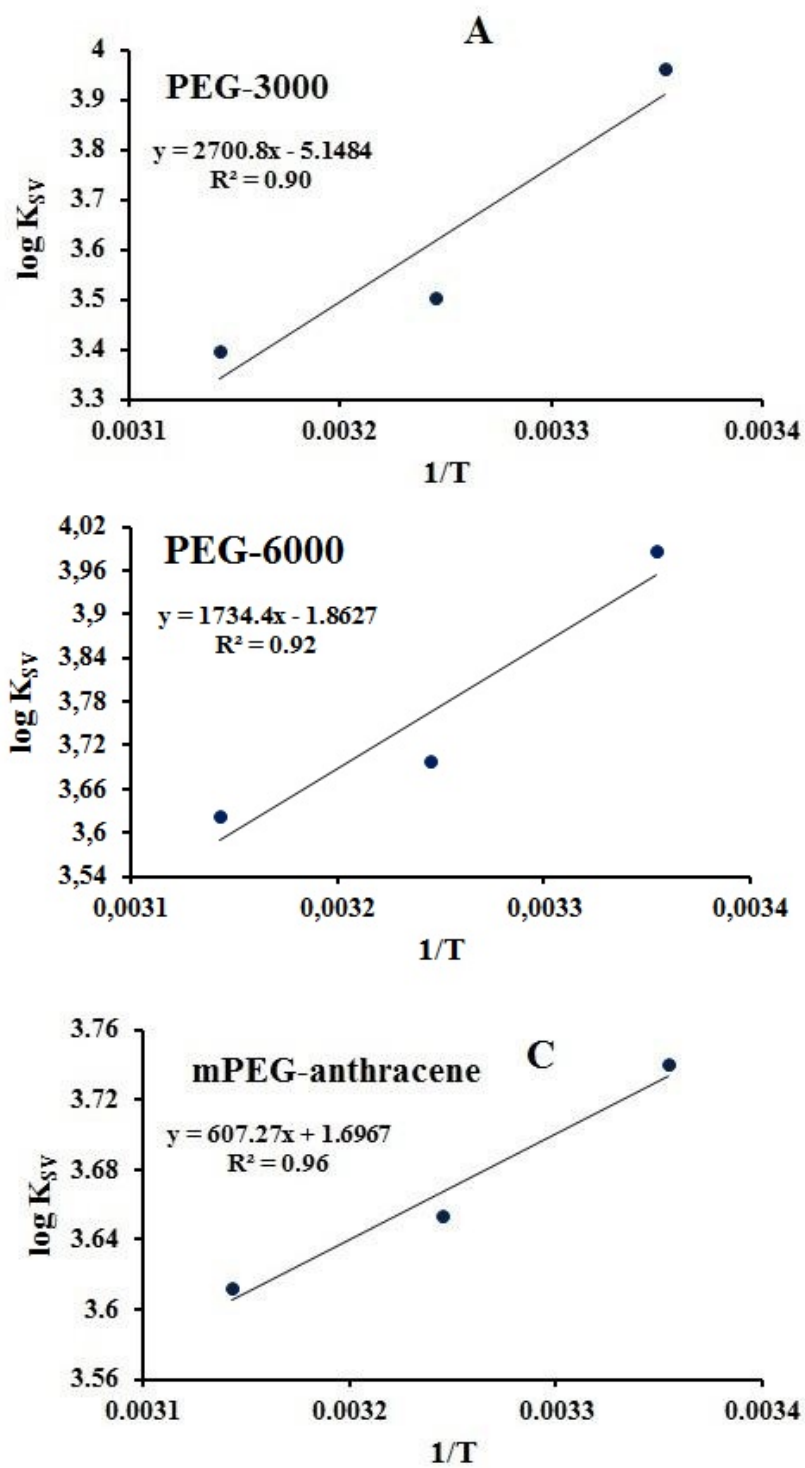 A
PEG-3000
y = 2700.8x - 5.1484
R² = 0.90
log K_SV
4
3.9
3.8
3.7
3.6
3.5
3.4
3.3
0.0031 0.0032 0.0033 0.0034
1/T
PEG-6000
y = 1734.4x - 1.8627
R² = 0.92
log K_SV
4,02
3,96
3,9
3,84
3,78
3,72
3,66
3,6
3,54
0,0031 0,0032 0,0033 0,0034
1/T
C
mPEG-anthracene
y = 607.27x + 1.6967
R² = 0.96
log K_SV
3.76
3.72
3.68
3.64
3.6
3.56
0.0031 0.0032 0.0033 0.0034
1/T